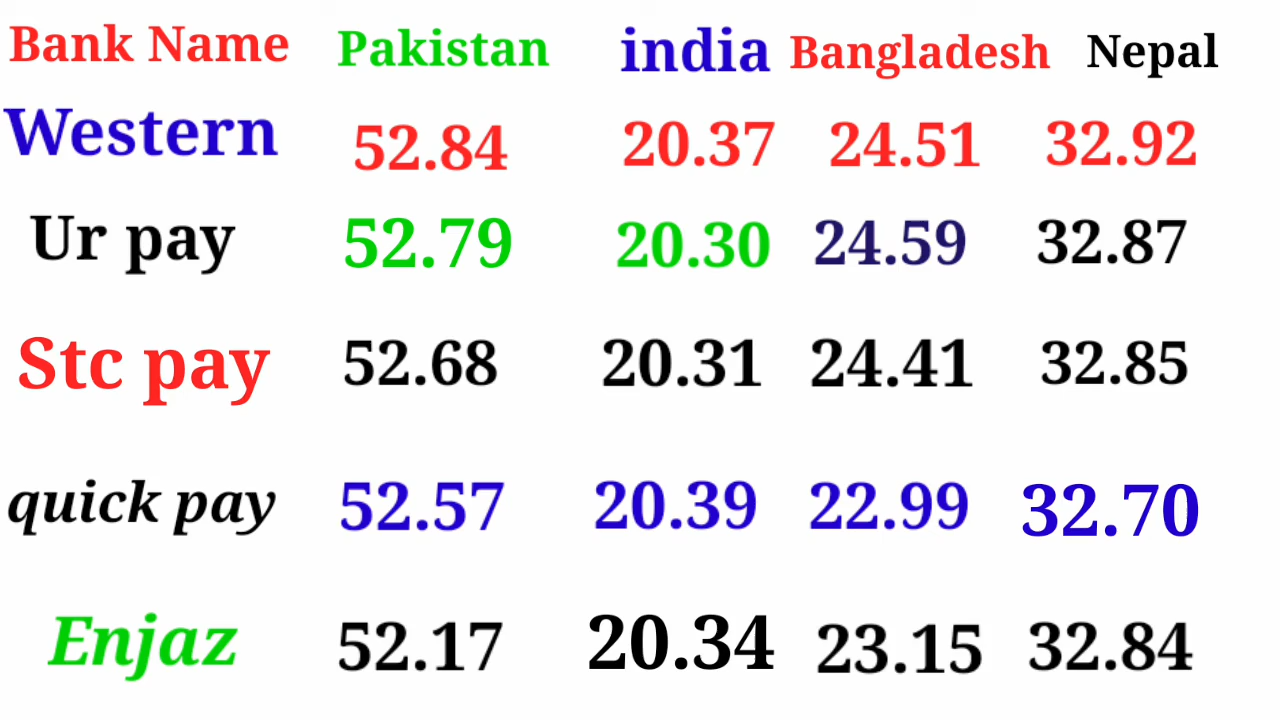 Bank Name Pakistan india Bangladesh Nepal
Western 52.84 20.37 24.51 32.92
Ur pay 52.79 20.30 24.59 32.87
Stc pay 52.68 20.31 24.41 32.85
quick pay 52.57 20.39 22.99 32.70
Enjaz 52.17 20.34 23.15 32.84